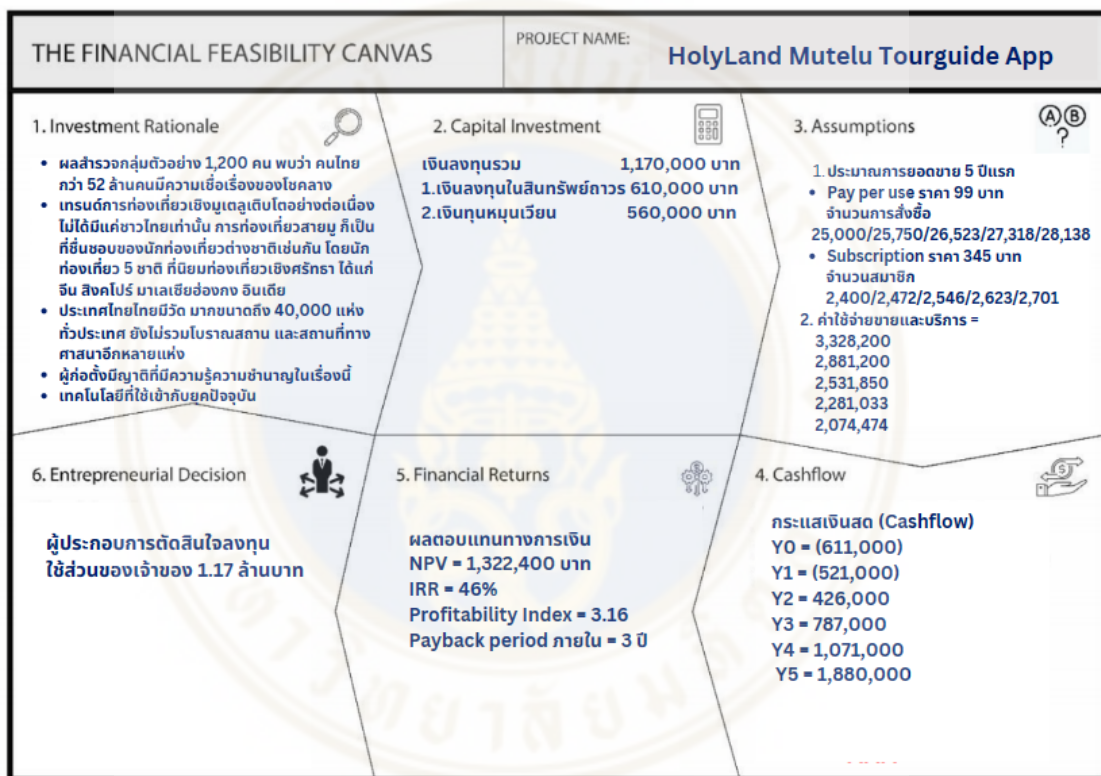 THE FINANCIAL FEASIBILITY CANVAS
PROJECT NAME:
HolyLand Mutelu Tourguide App
1. Investment Rationale
• ผลสำรวจกลุ่มตัวอย่าง 1,200 คน พบว่า คนไทย
กว่า 52 ล้านคนมีความเชื่อเรื่องของโชคลาง
• เทรนด์การท่องเที่ยวเชิงมูเตลูเติบโตอย่างต่อเนื่อง
ไม่ได้มีแค่ชาวไทยเท่านั้น การท่องเที่ยวสายมู ก็เป็น
ที่ชื่นชอบของนักท่องเที่ยวต่างชาติเช่นกัน โดยนัก
ท่องเที่ยว 5 ชาติ ที่นิยมท่องเที่ยวเชิงศรัทธา ได้แก่
จีน สิงคโปร์ มาเลเซียฮ่องกง อินเดีย
• ประเทศไทยไทยมีวัด มากขนาดถึง 40,000 แห่ง
ทั่วประเทศ ยังไม่รวมโบราณสถาน และสถานที่ทาง
ศาสนาอีกหลายแห่ง
• ผู้ก่อตั้งมีญาติที่มีความรู้ความชำนาญในเรื่องนี้
• เทคโนโลยีที่ใช้เข้ากับยุคปัจจุบัน
2. Capital Investment
เงินลงทุนรวม 1,170,000 บาท
1.เงินลงทุนในสินทรัพย์ถาวร 610,000 บาท
2.เงินทุนหมุนเวียน 560,000 บาท
3. Assumptions
A B
?
1. ประมาณการยอดขาย 5 ปีแรก
• Pay per use ราคา 99 บาท
จำนวนการสั่งซื้อ
25,000/25,750/26,523/27,318/28,138
• Subscription ราคา 345 บาท
จำนวนสมาชิก
2,400/2,472/2,546/2,623/2,701
2. ค่าใช้จ่ายขายและบริการ =
3,328,200
2,881,200
2,531,850
2,281,033
2,074,474
6. Entrepreneurial Decision
ผู้ประกอบการตัดสินใจลงทุน
ใช้ส่วนของเจ้าของ 1.17 ล้านบาท
5. Financial Returns
ผลตอบแทนทางการเงิน
NPV = 1,322,400 บาท
IRR = 46%
Profitability Index = 3.16
Payback period ภายใน = 3 ปี
4. Cashflow
กระแสเงินสด (Cashflow)
Y0 = (611,000)
Y1 = (521,000)
Y2 = 426,000
Y3 = 787,000
Y4 = 1,071,000
Y5 = 1,880,000